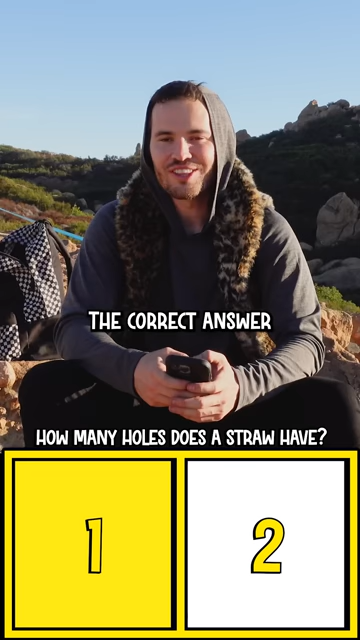 THE CORRECT ANSWER
HOW MANY HOLES DOES A STRAW HAVE?
1
2